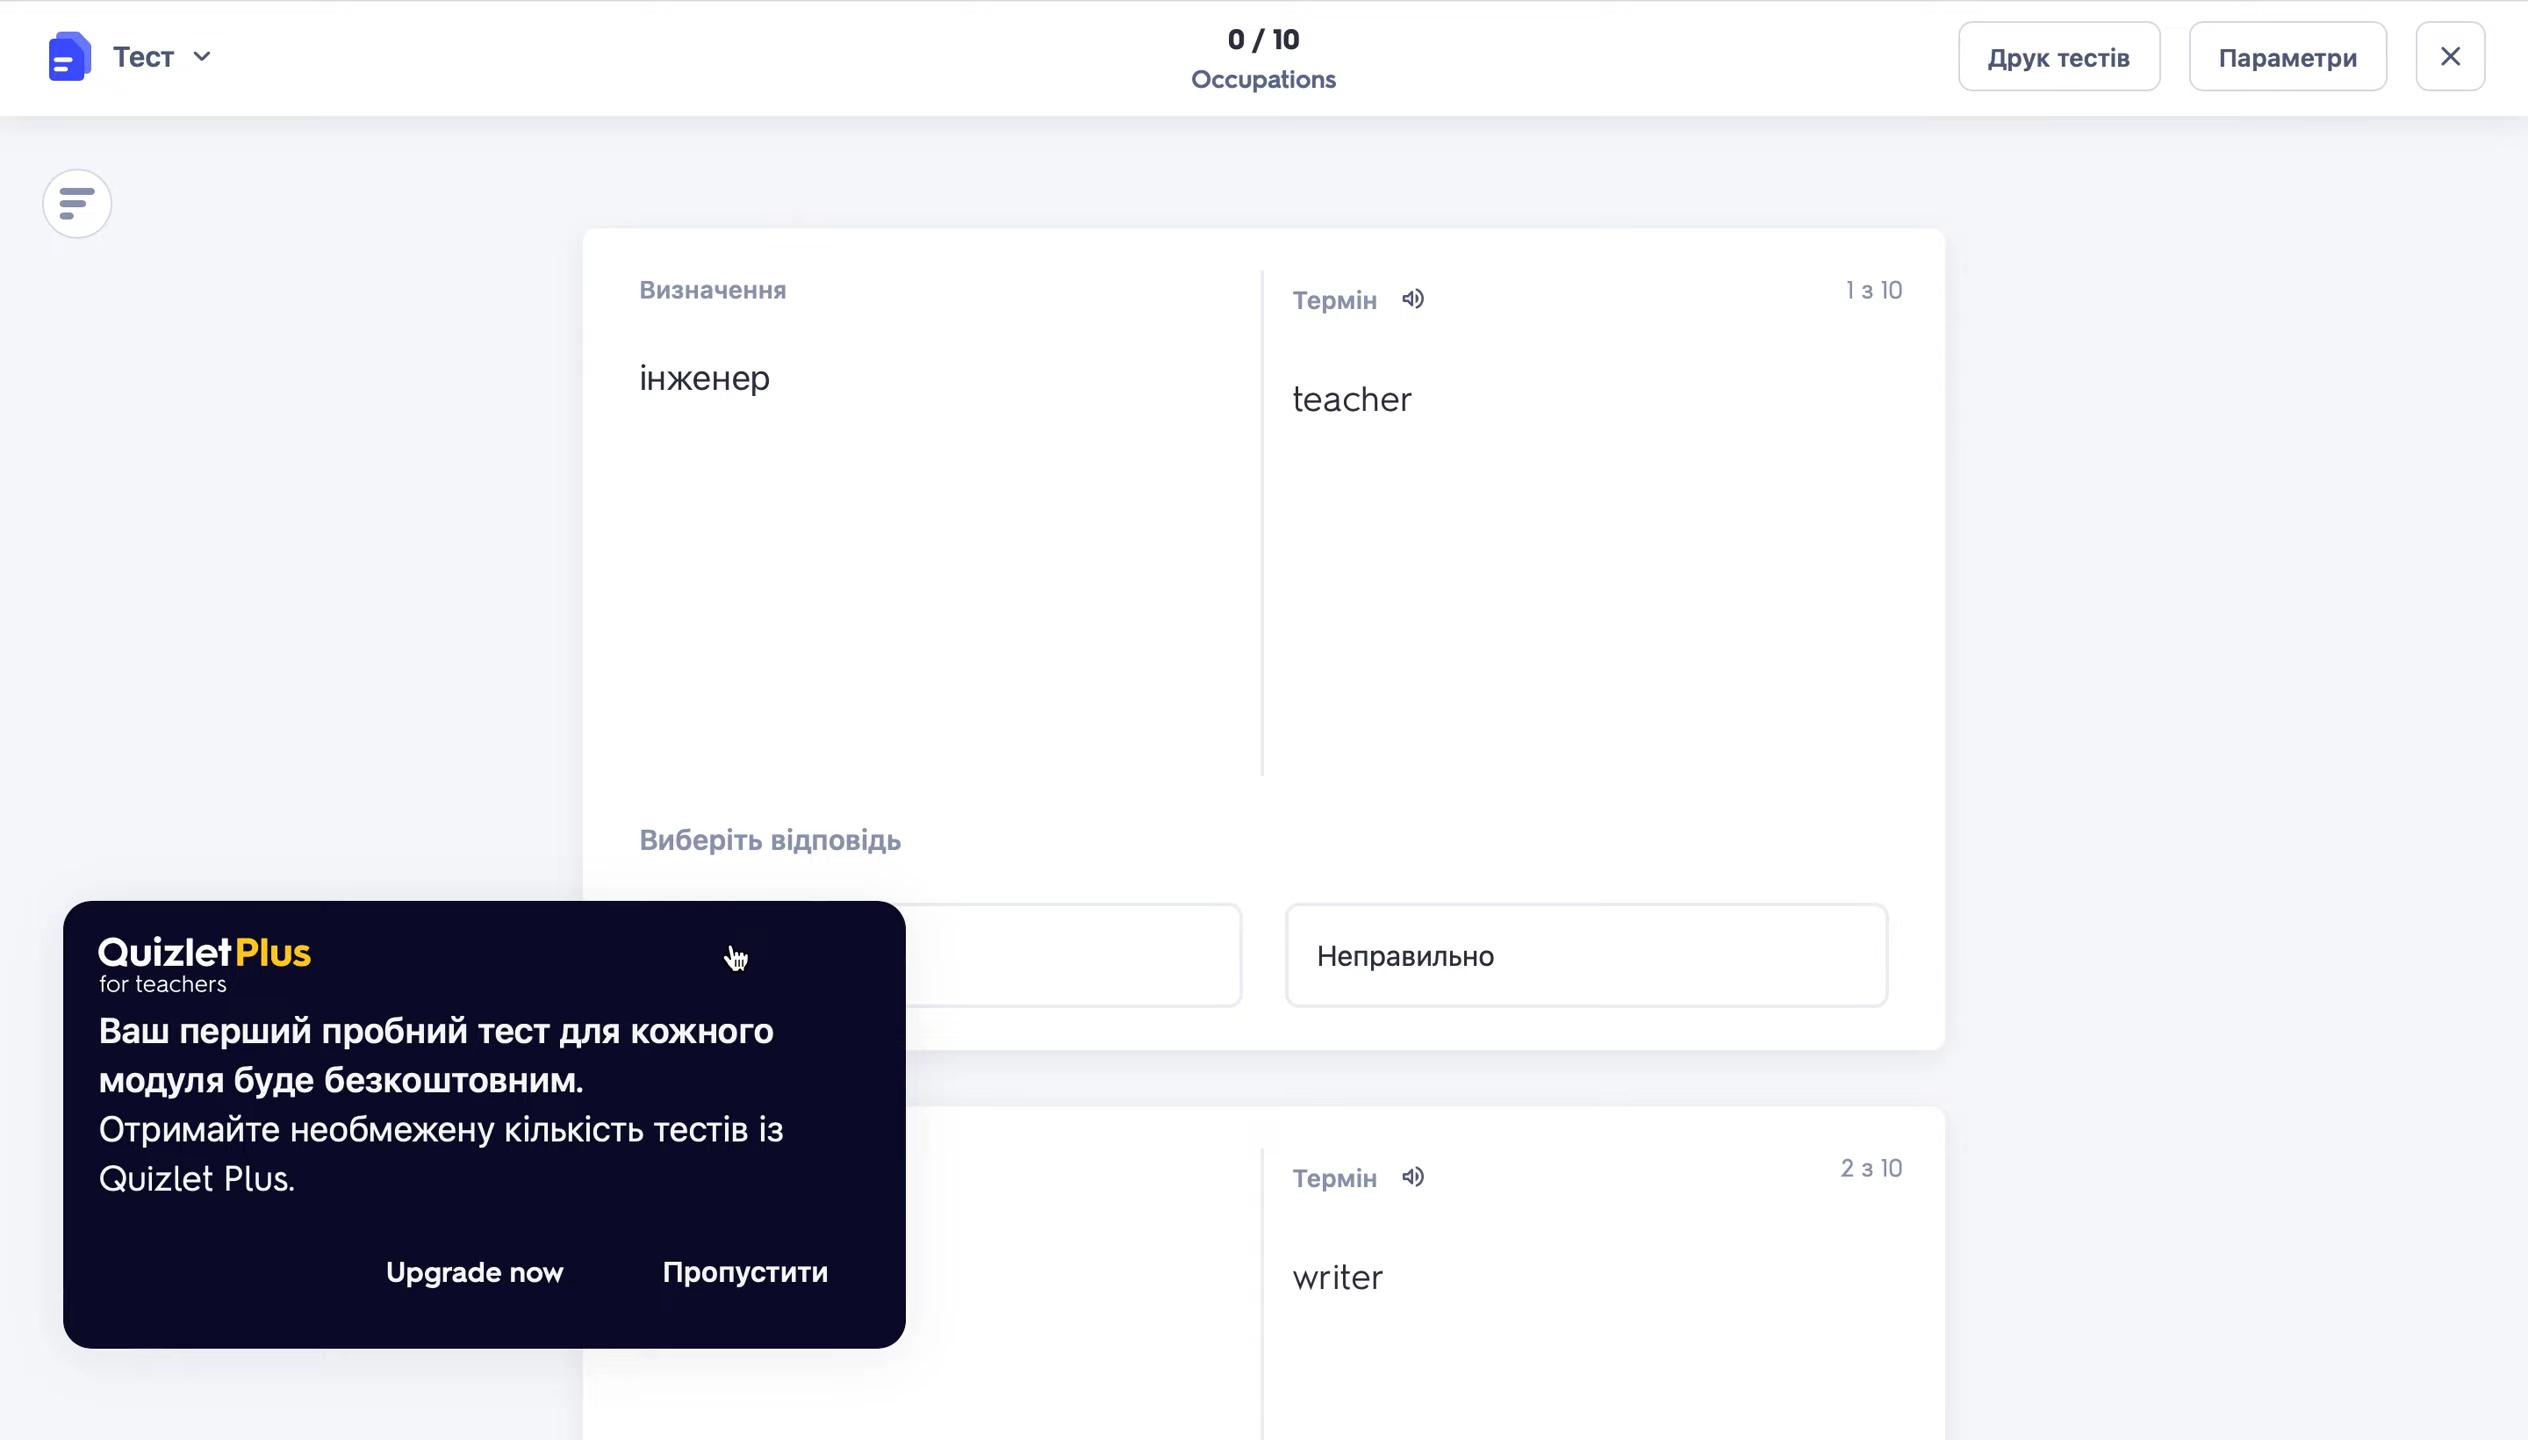 Тест
0 / 10
Occupations
Друк тестів
Параметри
Визначення
інженер
Термін
1 з 10
teacher
Виберіть відповідь
Неправильно
QuizletPlus
for teachers
Ваш перший пробний тест для кожного
модуля буде безкоштовним.
Отримайте необмежену кількість тестів із
Quizlet Plus.
Upgrade now
Пропустити
Термін
2 з 10
writer